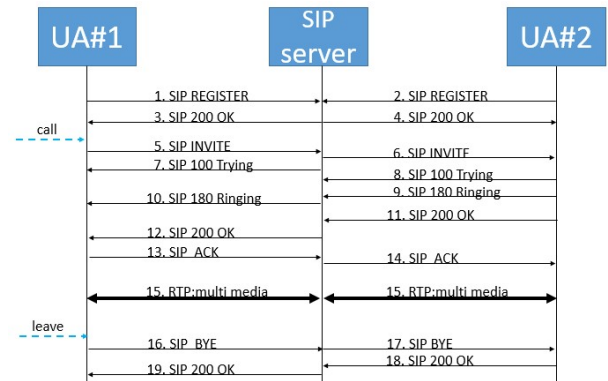 UA#1
SIP
server
UA#2
1. SIP REGISTER
2. SIP REGISTER
3. SIP 200 OK
4. SIP 200 OK
call
5. SIP INVITE
6. SIP INVITE
7. SIP 100 Trying
8. SIP 100 Trying
9. SIP 180 Ringing
10. SIP 180 Ringing
11. SIP 200 OK
12. SIP 200 OK
13. SIP ACK
14. SIP ACK
15. RTP:multi media
15. RTP:multi media
leave
16. SIP BYE
17. SIP BYE
18. SIP 200 OK
19. SIP 200 OK